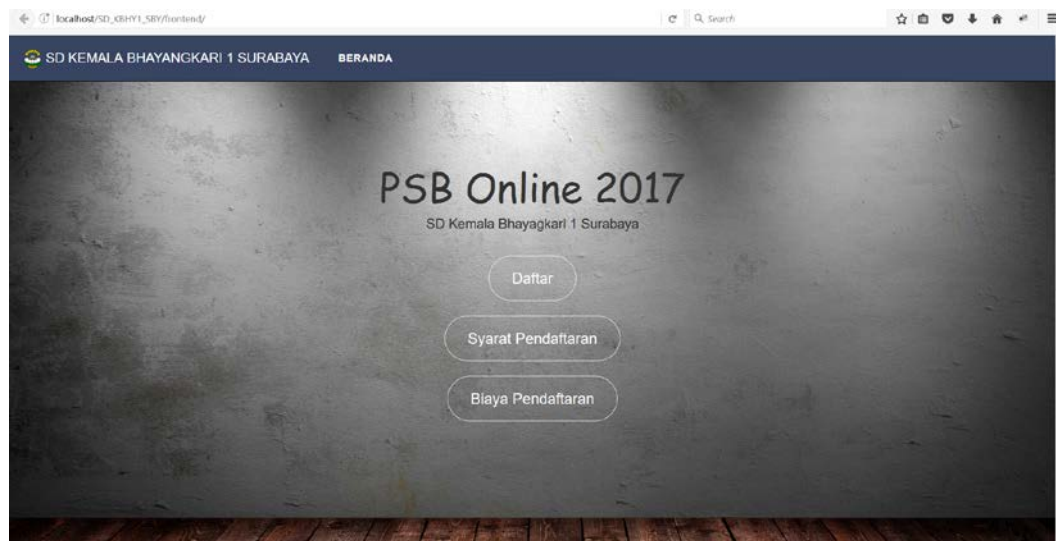 localhost/SD_KBHY1_SBY/frontend/
Search
SD KEMALA BHAYANGKARI 1 SURABAYA BERANDA
PSB Online 2017
SD Kemala Bhayagkari 1 Surabaya
Daftar
Syarat Pendaftaran
Biaya Pendaftaran